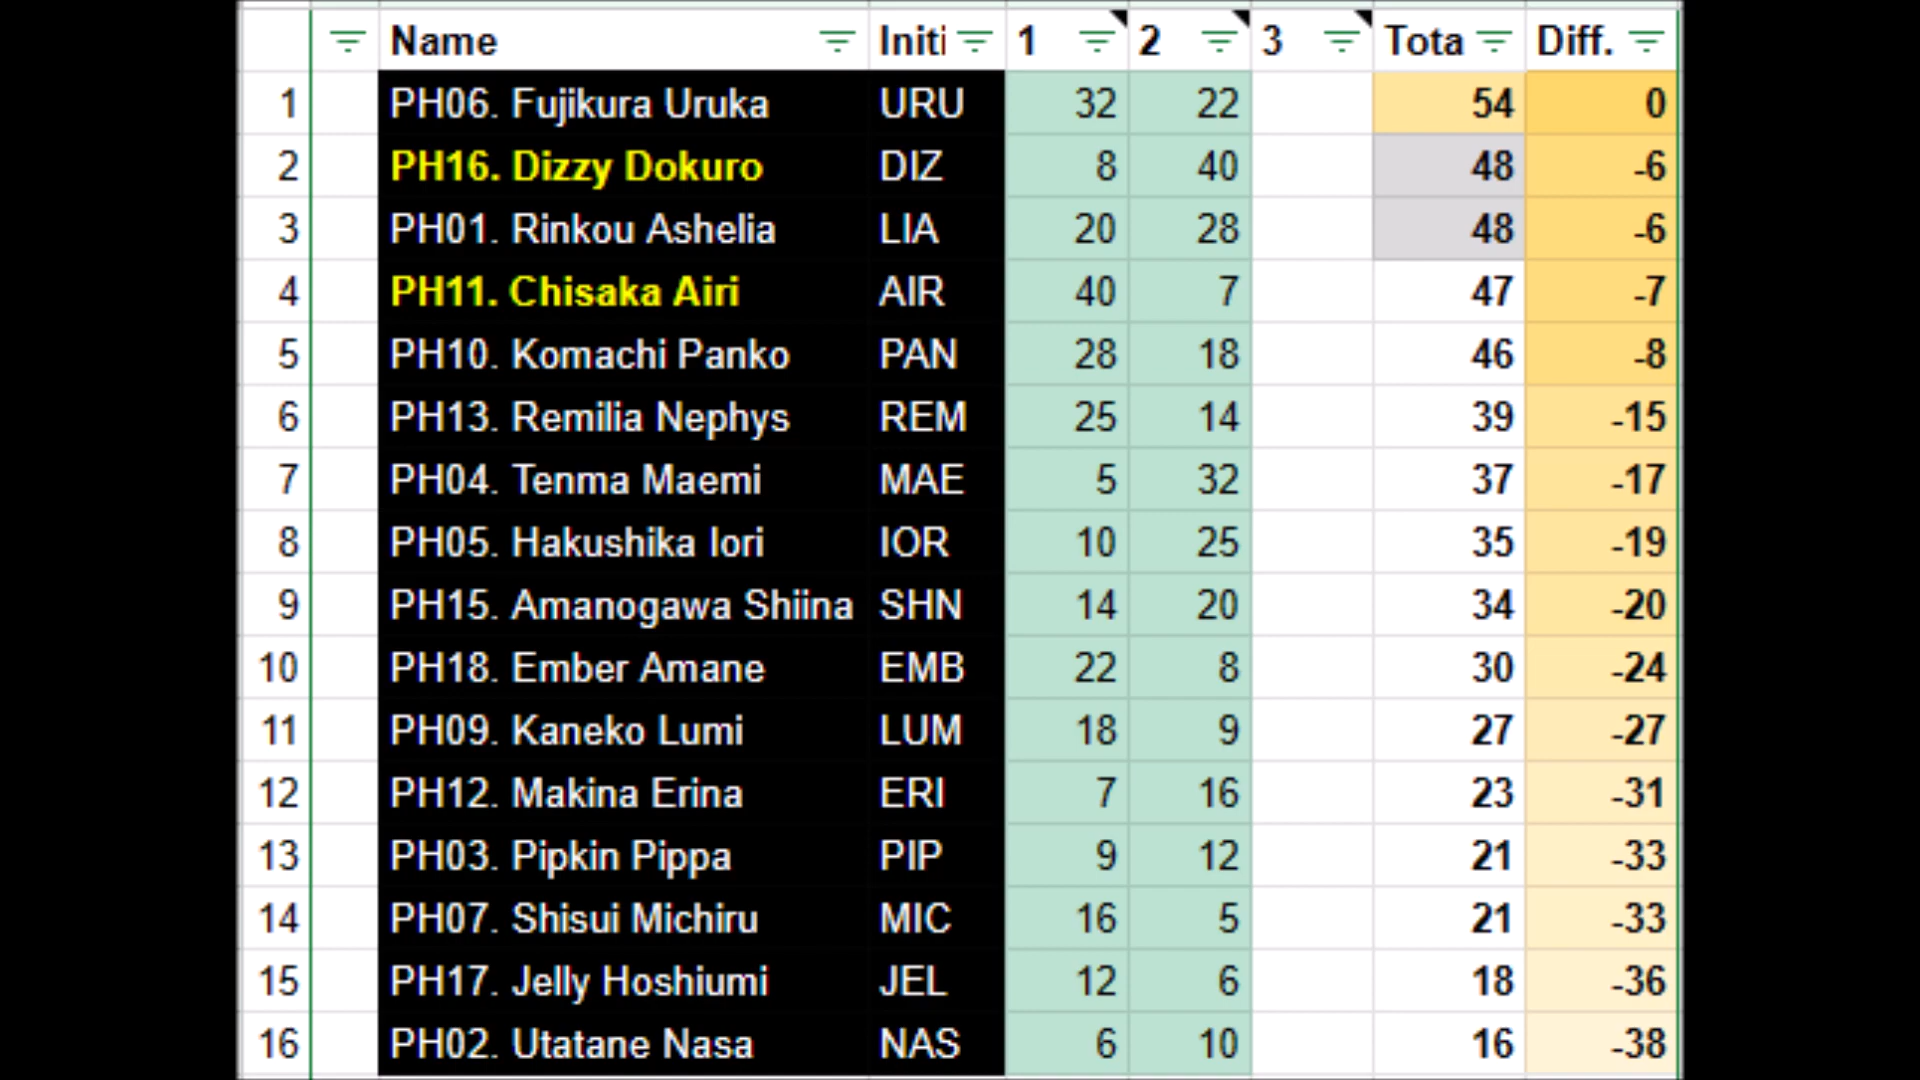 Name Initi 1 2 3 Tota Diff.
1 PH06. Fujikura Uruka URU 32 22 54 0
2 PH16. Dizzy Dokuro DIZ 8 40 48 -6
3 PH01. Rinkou Ashelia LIA 20 28 48 -6
4 PH11. Chisaka Airi AIR 40 7 47 -7
5 PH10. Komachi Panko PAN 28 18 46 -8
6 PH13. Remilia Nephys REM 25 14 39 -15
7 PH04. Tenma Maemi MAE 5 32 37 -17
8 PH05. Hakushika Iori IOR 10 25 35 -19
9 PH15. Amanogawa Shiina SHN 14 20 34 -20
10 PH18. Ember Amane EMB 22 8 30 -24
11 PH09. Kaneko Lumi LUM 18 9 27 -27
12 PH12. Makina Erina ERI 7 16 23 -31
13 PH03. Pipkin Pippa PIP 9 12 21 -33
14 PH07. Shisui Michiru MIC 16 5 21 -33
15 PH17. Jelly Hoshiumi JEL 12 6 18 -36
16 PH02. Utatane Nasa NAS 6 10 16 -38